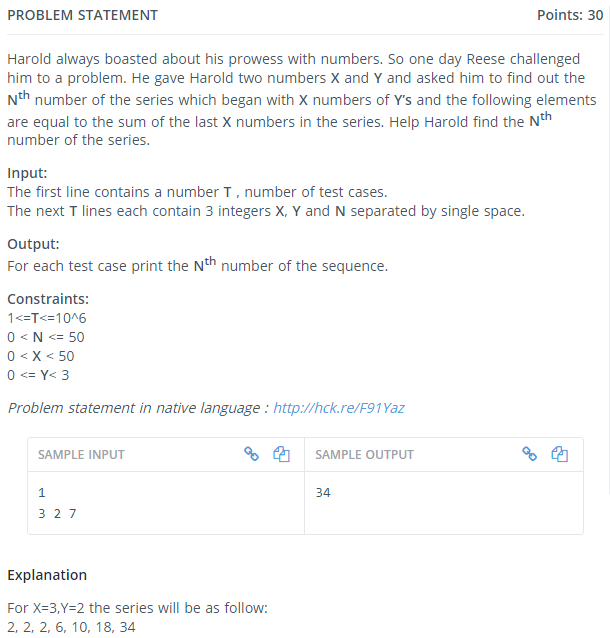 PROBLEM STATEMENT Points: 30
Harold always boasted about his prowess with numbers. So one day Reese challenged
him to a problem. He gave Harold two numbers X and Y and asked him to find out the
Nth number of the series which began with X numbers of Y's and the following elements
are equal to the sum of the last X numbers in the series. Help Harold find the Nth
number of the series.
Input:
The first line contains a number T , number of test cases.
The next T lines each contain 3 integers X, Y and N separated by single space.
Output:
For each test case print the Nth number of the sequence.
Constraints:
1<=T<=10^6
0 < N <= 50
0 < X < 50
0 <= Y< 3
Problem statement in native language : http://hck.re/F91Yaz
SAMPLE INPUT
1
3 2 7
SAMPLE OUTPUT
34
Explanation
For X=3,Y=2 the series will be as follow:
2, 2, 2, 6, 10, 18, 34